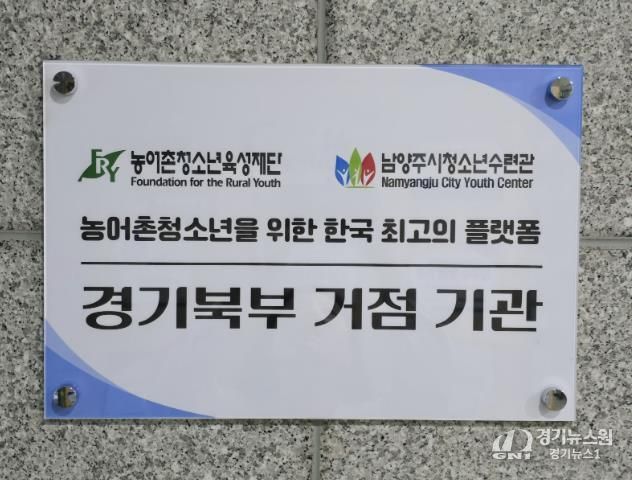 FRY 농어촌청소년육성재단
Foundation for the Rural Youth
남양주시청소년수련관
Namyangju City Youth Center
농어촌청소년을 위한 한국 최고의 플랫폼
경기북부 거점 기관
GN1 경기뉴스원
경기뉴스1